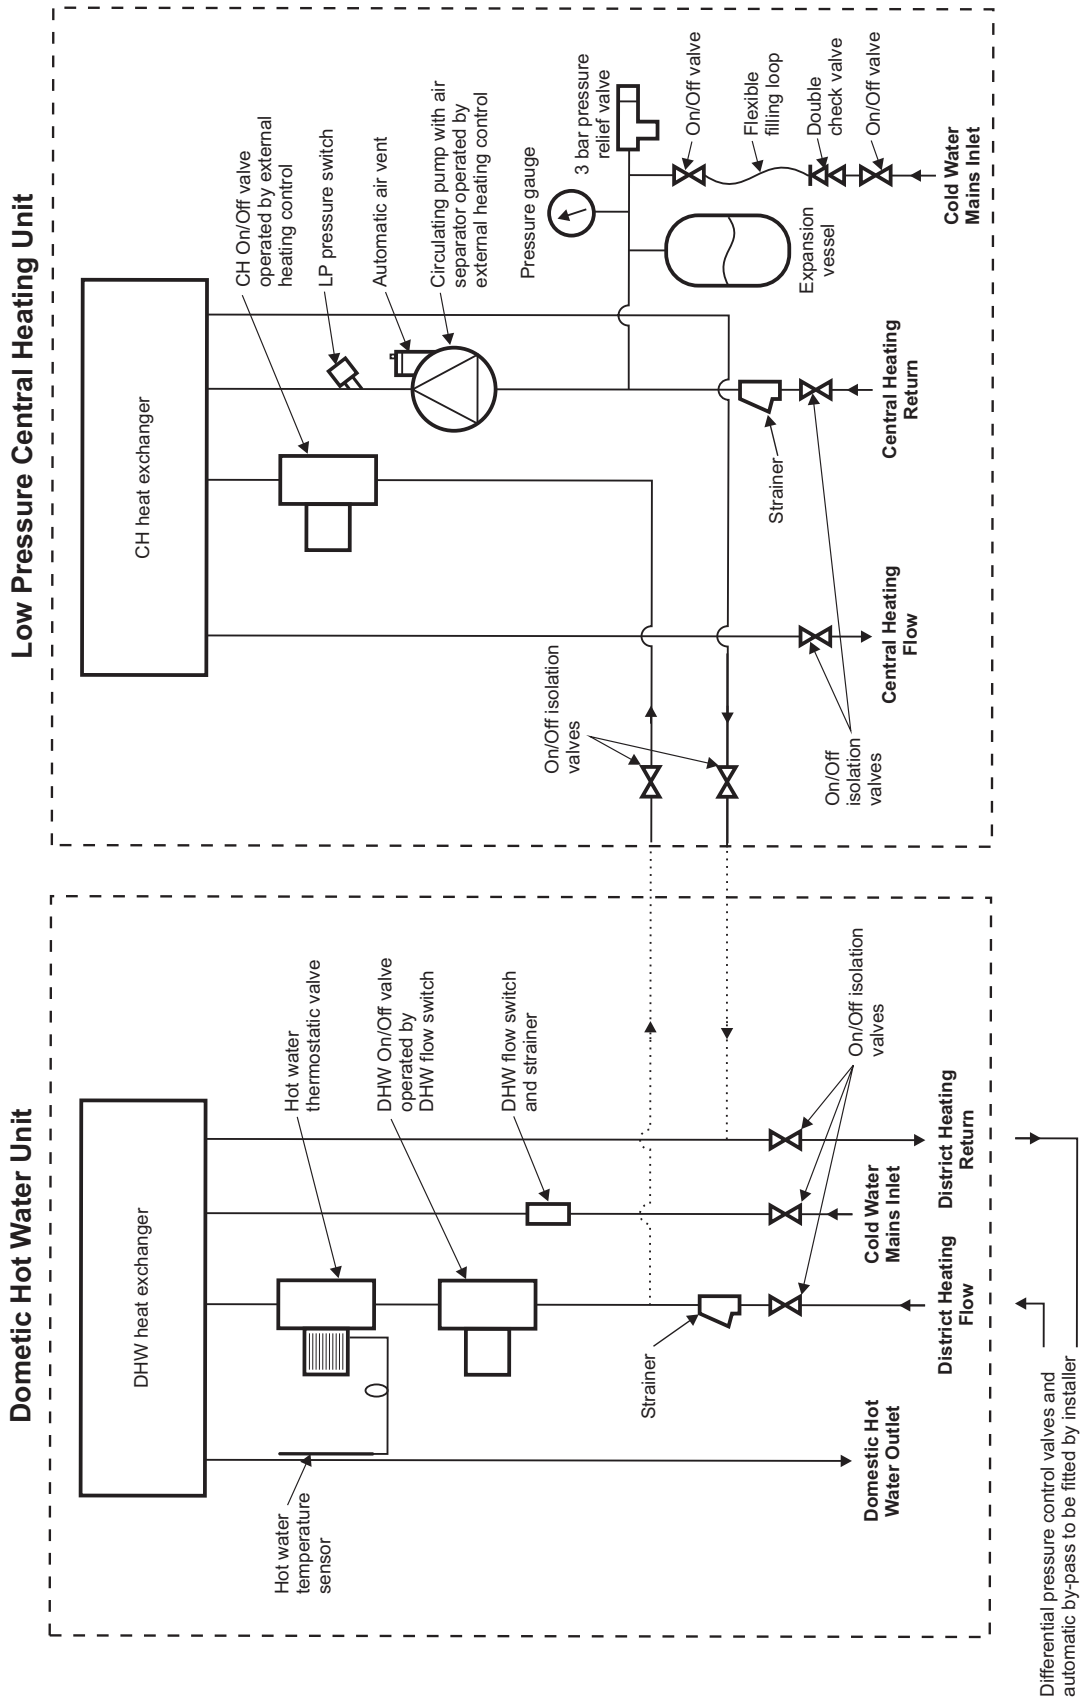 Dometic Hot Water Unit
DHW heat exchanger
Hot water
temperature
sensor
Hot water
thermostatic valve
DHW On/Off valve
operated by
DHW flow switch
DHW flow switch
and strainer
Strainer
On/Off isolation
valves
Domestic Hot
Water Outlet
District Heating
Flow
Cold Water
Mains Inlet
District Heating
Return
Differential pressure control valves and
automatic by-pass to be fitted by installer
Low Pressure Central Heating Unit
CH heat exchanger
CH On/Off valve
operated by external
heating control
LP pressure switch
Automatic air vent
Circulating pump with air
separator operated by
external heating control
Pressure gauge
3 bar pressure
relief valve
On/Off valve
Flexible
filling loop
Double
check valve
On/Off valve
Expansion
vessel
Cold Water
Mains Inlet
On/Off isolation
valves
Strainer
On/Off
isolation
valves
Central Heating
Flow
Central Heating
Return